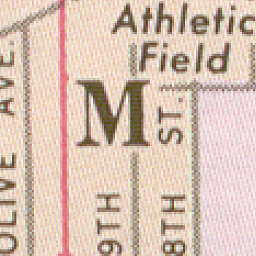 Athletic
Field
M
OLIVE AVE.
9TH
8TH ST.